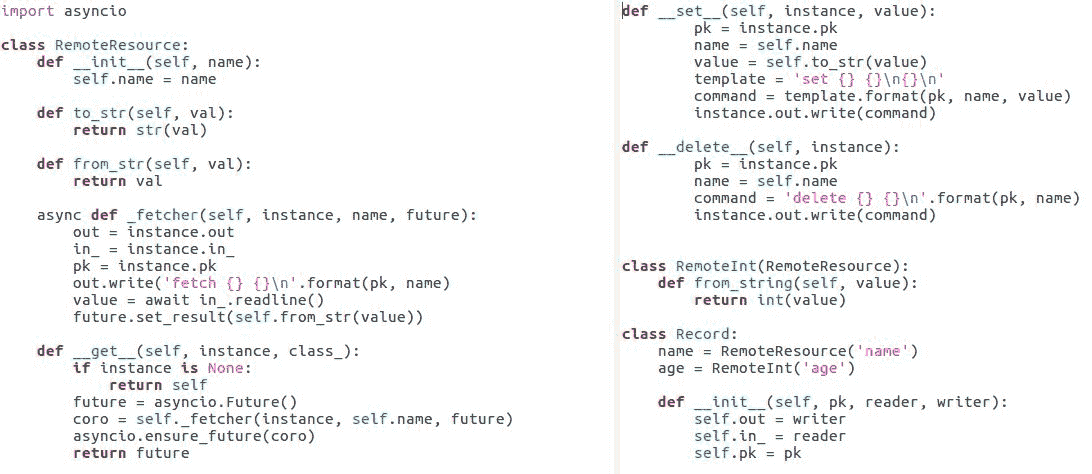 import asyncio
class RemoteResource:
    def __init__(self, name):
        self.name = name
    def to_str(self, val):
        return str(val)
    def from_str(self, val):
        return val
    async def _fetcher(self, instance, name, future):
        out = instance.out
        in_ = instance.in_
        pk = instance.pk
        out.write('fetch {} {}\n'.format(pk, name)
        value = await in_.readline()
        future.set_result(self.from_str(value))
    def __get__(self, instance, class_):
        if instance is None:
            return self
        future = asyncio.Future()
        coro = self._fetcher(instance, self.name, future)
        asyncio.ensure_future(coro)
        return future
def __set__(self, instance, value):
        pk = instance.pk
        name = self.name
        value = self.to_str(value)
        template = 'set {} {}\n{}\n'
        command = template.format(pk, name, value)
        instance.out.write(command)
def __delete__(self, instance):
        pk = instance.pk
        name = self.name
        command = 'delete {} {}\n'.format(pk, name)
        instance.out.write(command)
class RemoteInt(RemoteResource):
    def from_string(self, value):
        return int(value)
class Record:
    name = RemoteResource('name')
    age = RemoteInt('age')
    def __init__(self, pk, reader, writer):
        self.out = writer
        self.in_ = reader
        self.pk = pk